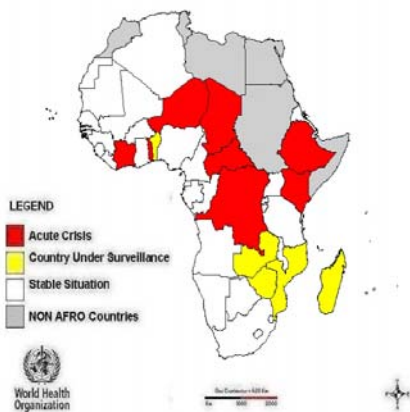 LEGEND
Acute Crisis
Country Under Surveillance
Stable Situation
NON AFRO Countries
World Health
Organization